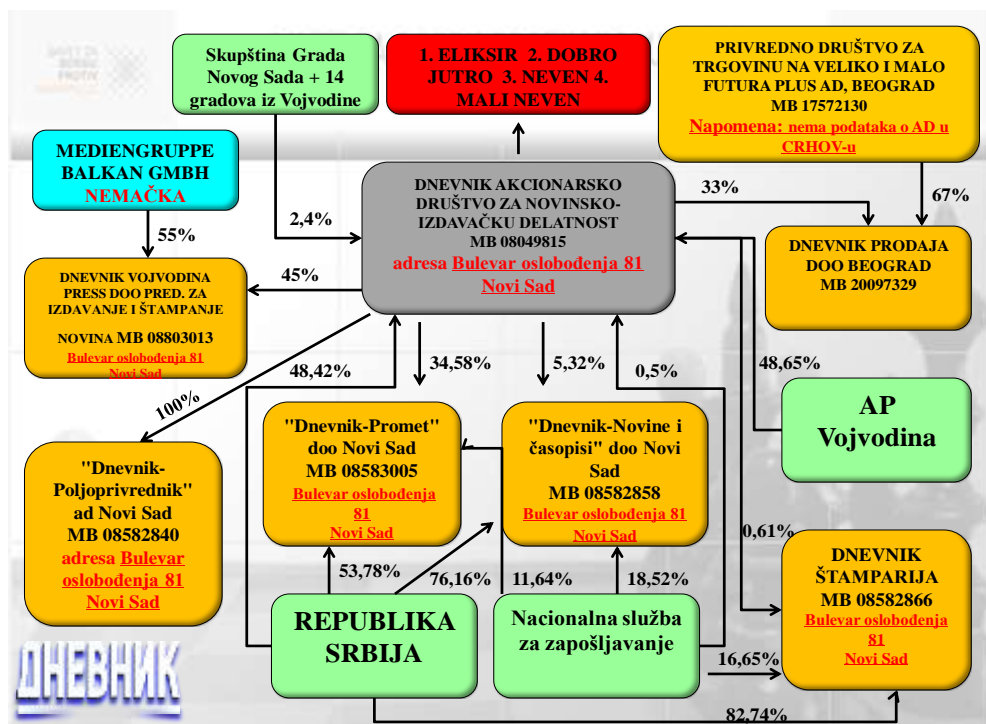 Skupština Grada
Novog Sada + 14
gradova iz Vojvodine
1. ELIKSIR 2. DOBRO
JUTRO 3. NEVEN 4.
MALI NEVEN
PRIVREDNO DRUŠTVO ZA
TRGOVINU NA VELIKO I MALO
FUTURA PLUS AD, BEOGRAD
MB 17572130
Napomena: nema podataka o AD u
CRHOV-u
MEDIENGRUPPE
BALKAN GMBH
NEMAČKA
DNEVNIK AKCIONARSKO
DRUŠTVO ZA NOVINSKO-
IZDAVAČKU DELATNOST
MB 08049815
adresa Bulevar oslobođenja 81
Novi Sad
2,4%
33%
67%
55%
45%
DNEVNIK PRODAJA
DOO BEOGRAD
MB 20097329
DNEVNIK VOJVODINA
PRESS DOO PRED. ZA
IZDAVANJE I ŠTAMPANJE
NOVINA MB 08803013
Bulevar oslobođenja 81
Novi Sad
48,42%
34,58%
5,32%
0,5%
48,65%
100%
AP
Vojvodina
"Dnevnik-
Poljoprivrednik"
ad Novi Sad
MB 08582840
adresa Bulevar
oslobođenja 81
Novi Sad
"Dnevnik-Promet"
doo Novi Sad
MB 08583005
Bulevar oslobođenja
81
Novi Sad
"Dnevnik-Novine i
časopisi" doo Novi
Sad
MB 08582858
Bulevar oslobođenja 81
Novi Sad
0,61%
DNEVNIK
ŠTAMPARIJA
MB 08582866
Bulevar oslobođenja
81
Novi Sad
53,78%
76,16%
11,64%
18,52%
REPUBLIKA
SRBIJA
Nacionalna služba
za zapošljavanje
16,65%
82,74%
ДНЕВНИК